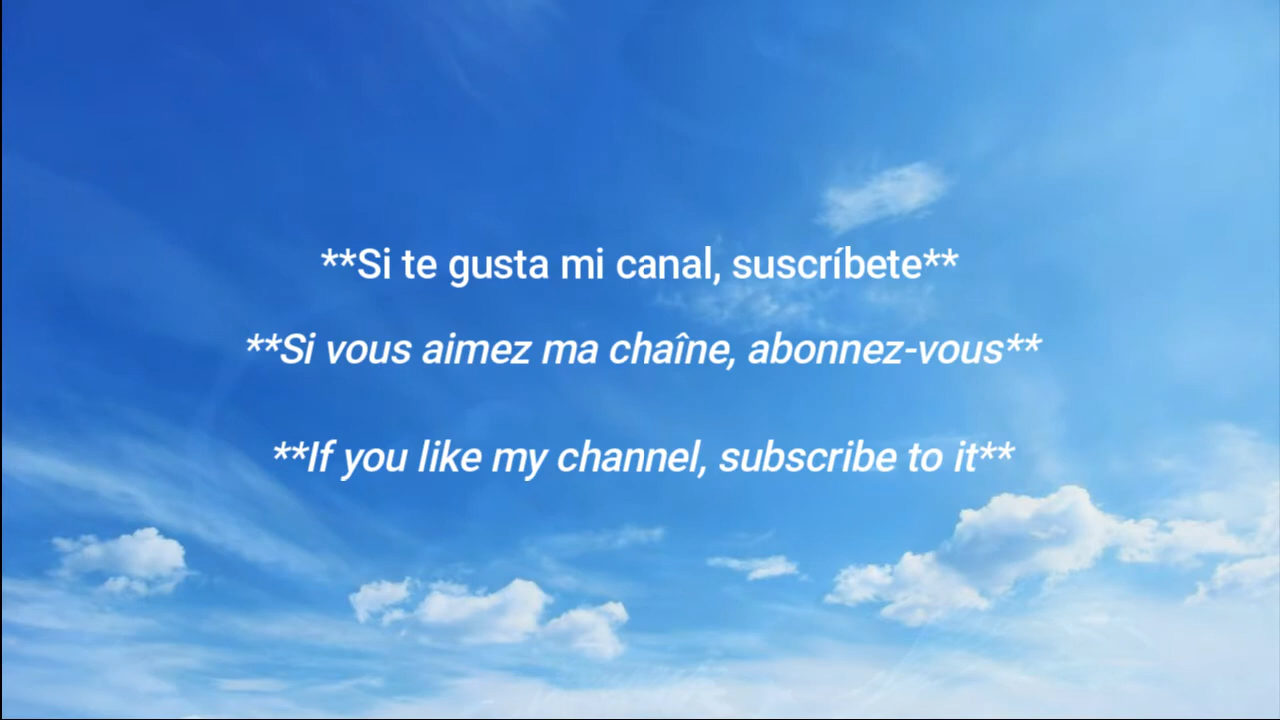 **Si te gusta mi canal, suscríbete**
**Si vous aimez ma chaîne, abonnez-vous**
**If you like my channel, subscribe to it**